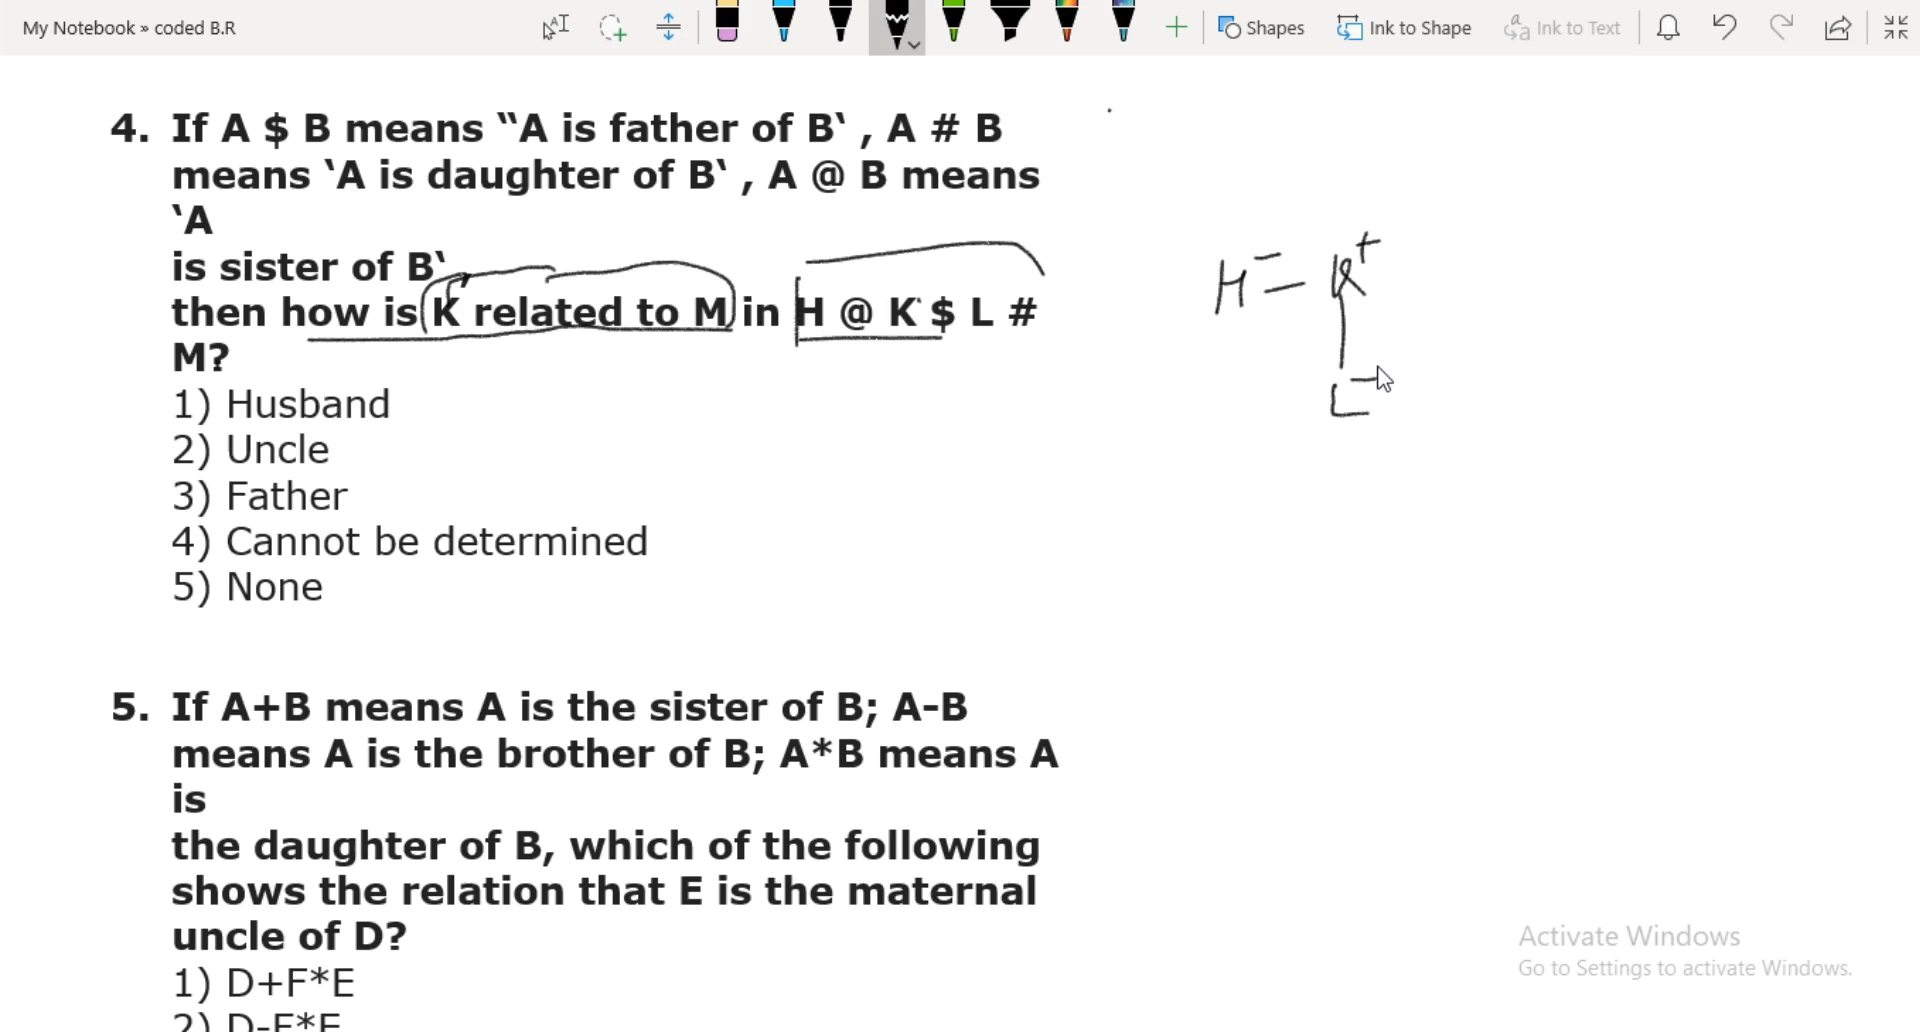 My Notebook » coded B.R
Shapes
Ink to Shape
Ink to Text
4. If A $ B means “A is father of B‘ , A # B
means ‘A is daughter of B‘ , A @ B means
‘A
is sister of B‘,
then how is K related to M in H @ K $ L #
M?
1) Husband
2) Uncle
3) Father
4) Cannot be determined
5) None
H⁻ = K⁺
L⁻
5. If A+B means A is the sister of B; A-B
means A is the brother of B; A*B means A
is
the daughter of B, which of the following
shows the relation that E is the maternal
uncle of D?
1) D+F*E
2) D-F*E
Activate Windows
Go to Settings to activate Windows.